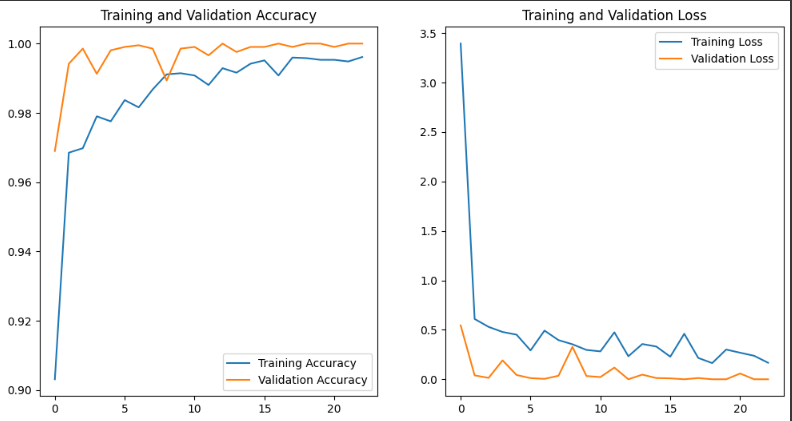 Training and Validation Accuracy
1.00
0.98
0.96
0.94
0.92
0.90
0 5 10 15 20
Training Accuracy
Validation Accuracy
Training and Validation Loss
3.5
3.0
2.5
2.0
1.5
1.0
0.5
0.0
0 5 10 15 20
Training Loss
Validation Loss